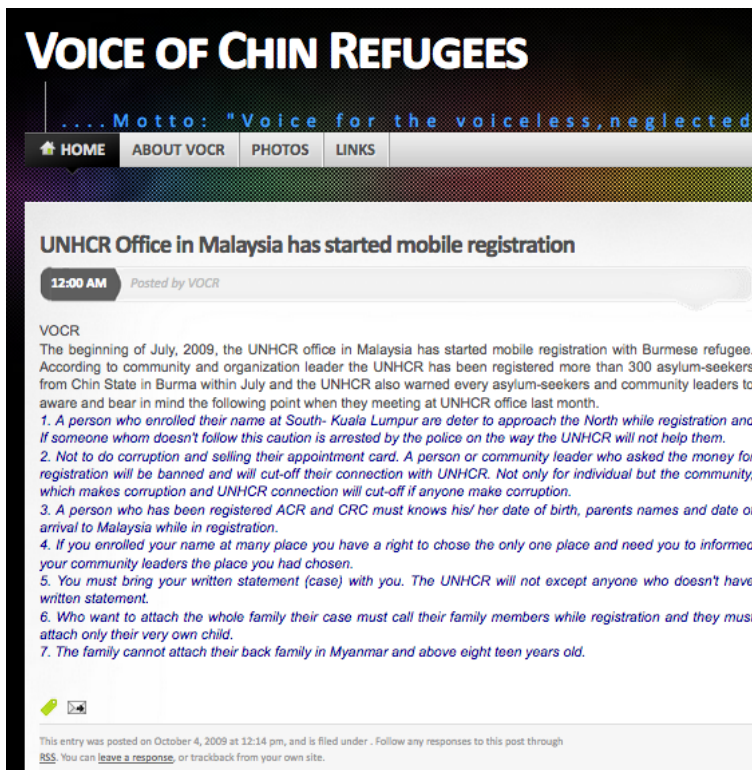 VOICE OF CHIN REFUGEES
....Motto: "Voice for the voiceless,neglected
HOME ABOUT VOCR PHOTOS LINKS
UNHCR Office in Malaysia has started mobile registration
12:00 AM Posted by VOCR
VOCR
The beginning of July, 2009, the UNHCR office in Malaysia has started mobile registration with Burmese refugee.
According to community and organization leader the UNHCR has been registered more than 300 asylum-seekers
from Chin State in Burma within July and the UNHCR also warned every asylum-seekers and community leaders to
aware and bear in mind the following point when they meeting at UNHCR office last month.
1. A person who enrolled their name at South- Kuala Lumpur are deter to approach the North while registration and
If someone whom doesn't follow this caution is arrested by the police on the way the UNHCR will not help them.
2. Not to do corruption and selling their appointment card. A person or community leader who asked the money for
registration will be banned and will cut-off their connection with UNHCR. Not only for individual but the community,
which makes corruption and UNHCR connection will cut-off if anyone make corruption.
3. A person who has been registered ACR and CRC must knows his/ her date of birth, parents names and date of
arrival to Malaysia while in registration.
4. If you enrolled your name at many place you have a right to chose the only one place and need you to informed
your community leaders the place you had chosen.
5. You must bring your written statement (case) with you. The UNHCR will not except anyone who doesn't have
written statement.
6. Who want to attach the whole family their case must call their family members while registration and they must
attach only their very own child.
7. The family cannot attach their back family in Myanmar and above eight teen years old.
This entry was posted on October 4, 2009 at 12:14 pm, and is filed under . Follow any responses to this post through
RSS. You can leave a response, or trackback from your own site.